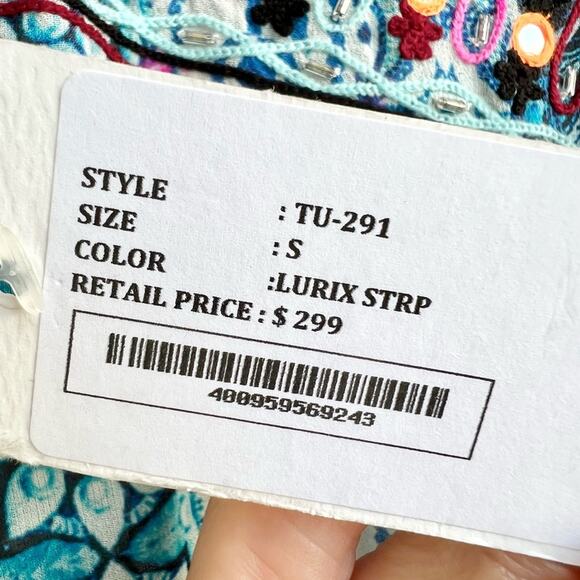 STYLE : TU-291
SIZE : S
COLOR :LURIX STRP
RETAIL PRICE : $ 299
400959569243